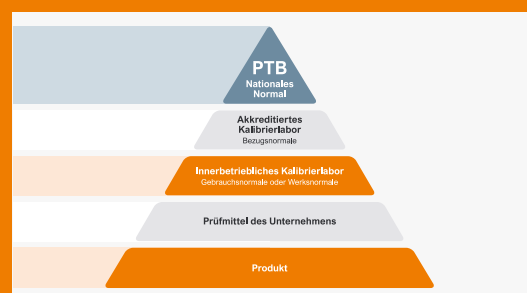 PTB
Nationales
Normal
Akkreditiertes
Kalibrierlabor
Bezugsnormale
Innerbetriebliches Kalibrierlabor
Gebrauchsnormale oder Werksnormale
Prüfmittel des Unternehmens
Produkt